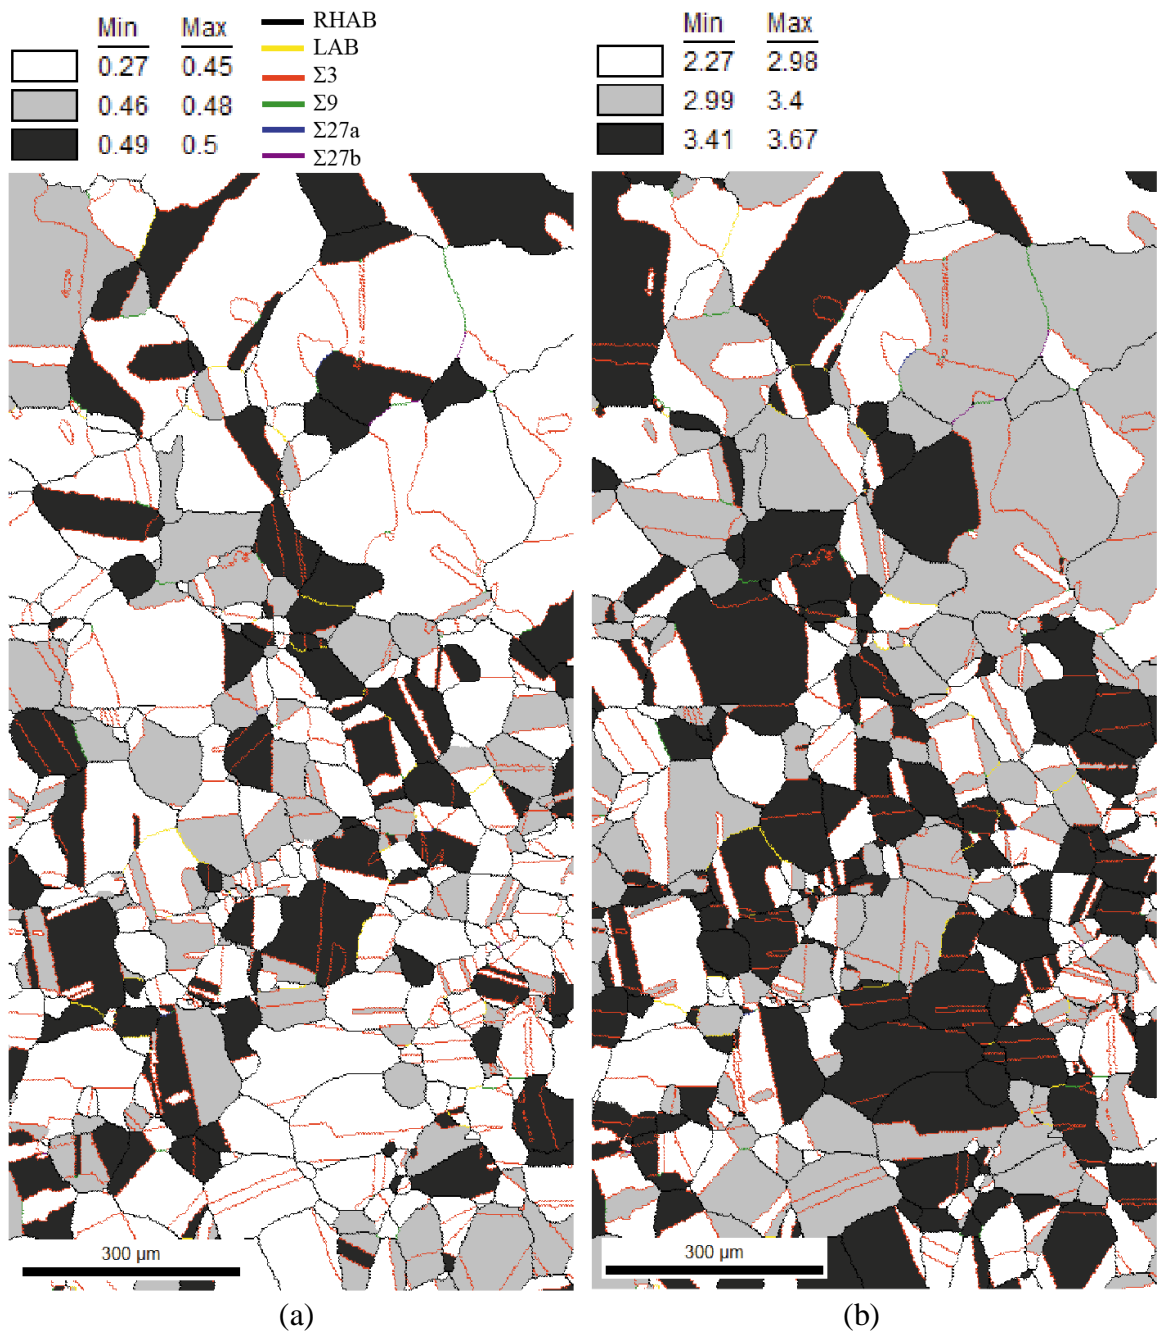 Min Max
0.27 0.45
0.46 0.48
0.49 0.5
RHAB
LAB
Σ3
Σ9
Σ27a
Σ27b
Min Max
2.27 2.98
2.99 3.4
3.41 3.67
300 µm
300 µm
(a)
(b)